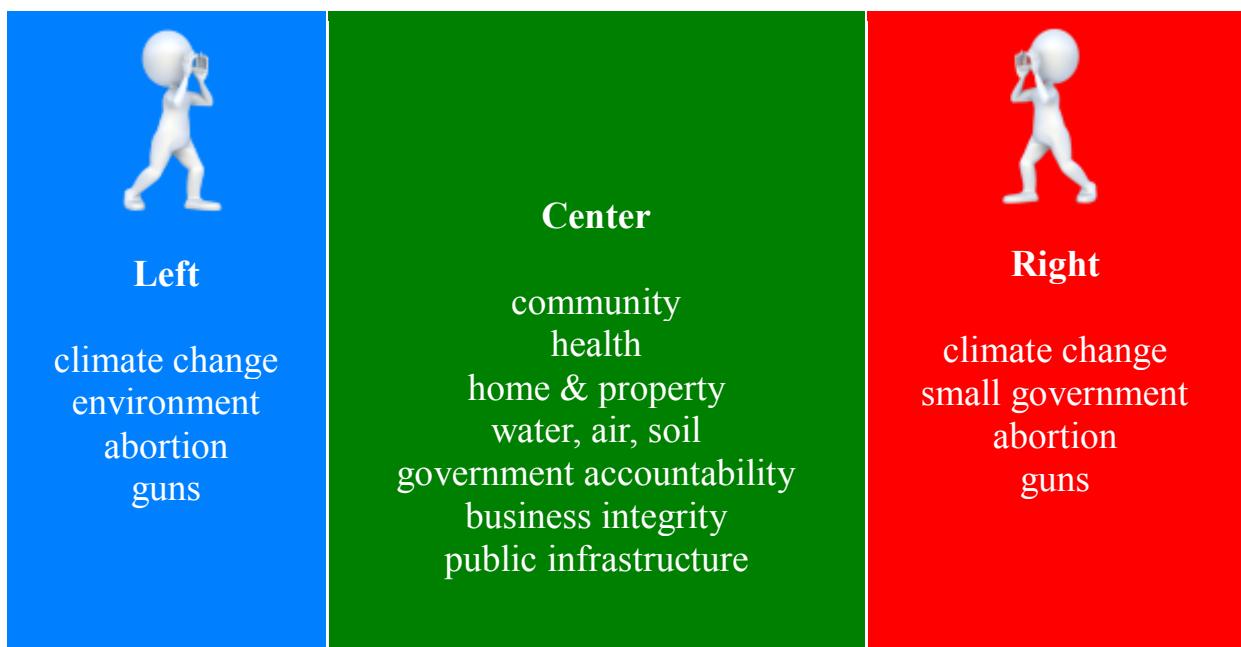 Left
climate change
environment
abortion
guns
Center
community
health
home & property
water, air, soil
government accountability
business integrity
public infrastructure
Right
climate change
small government
abortion
guns